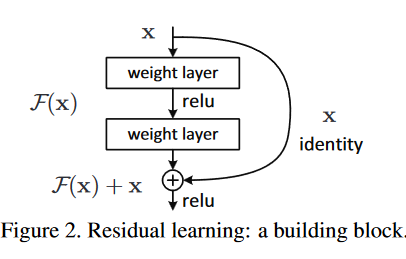 x
weight layer
relu
F(x)
weight layer
x
identity
F(x) + x
relu
Figure 2. Residual learning: a building block.